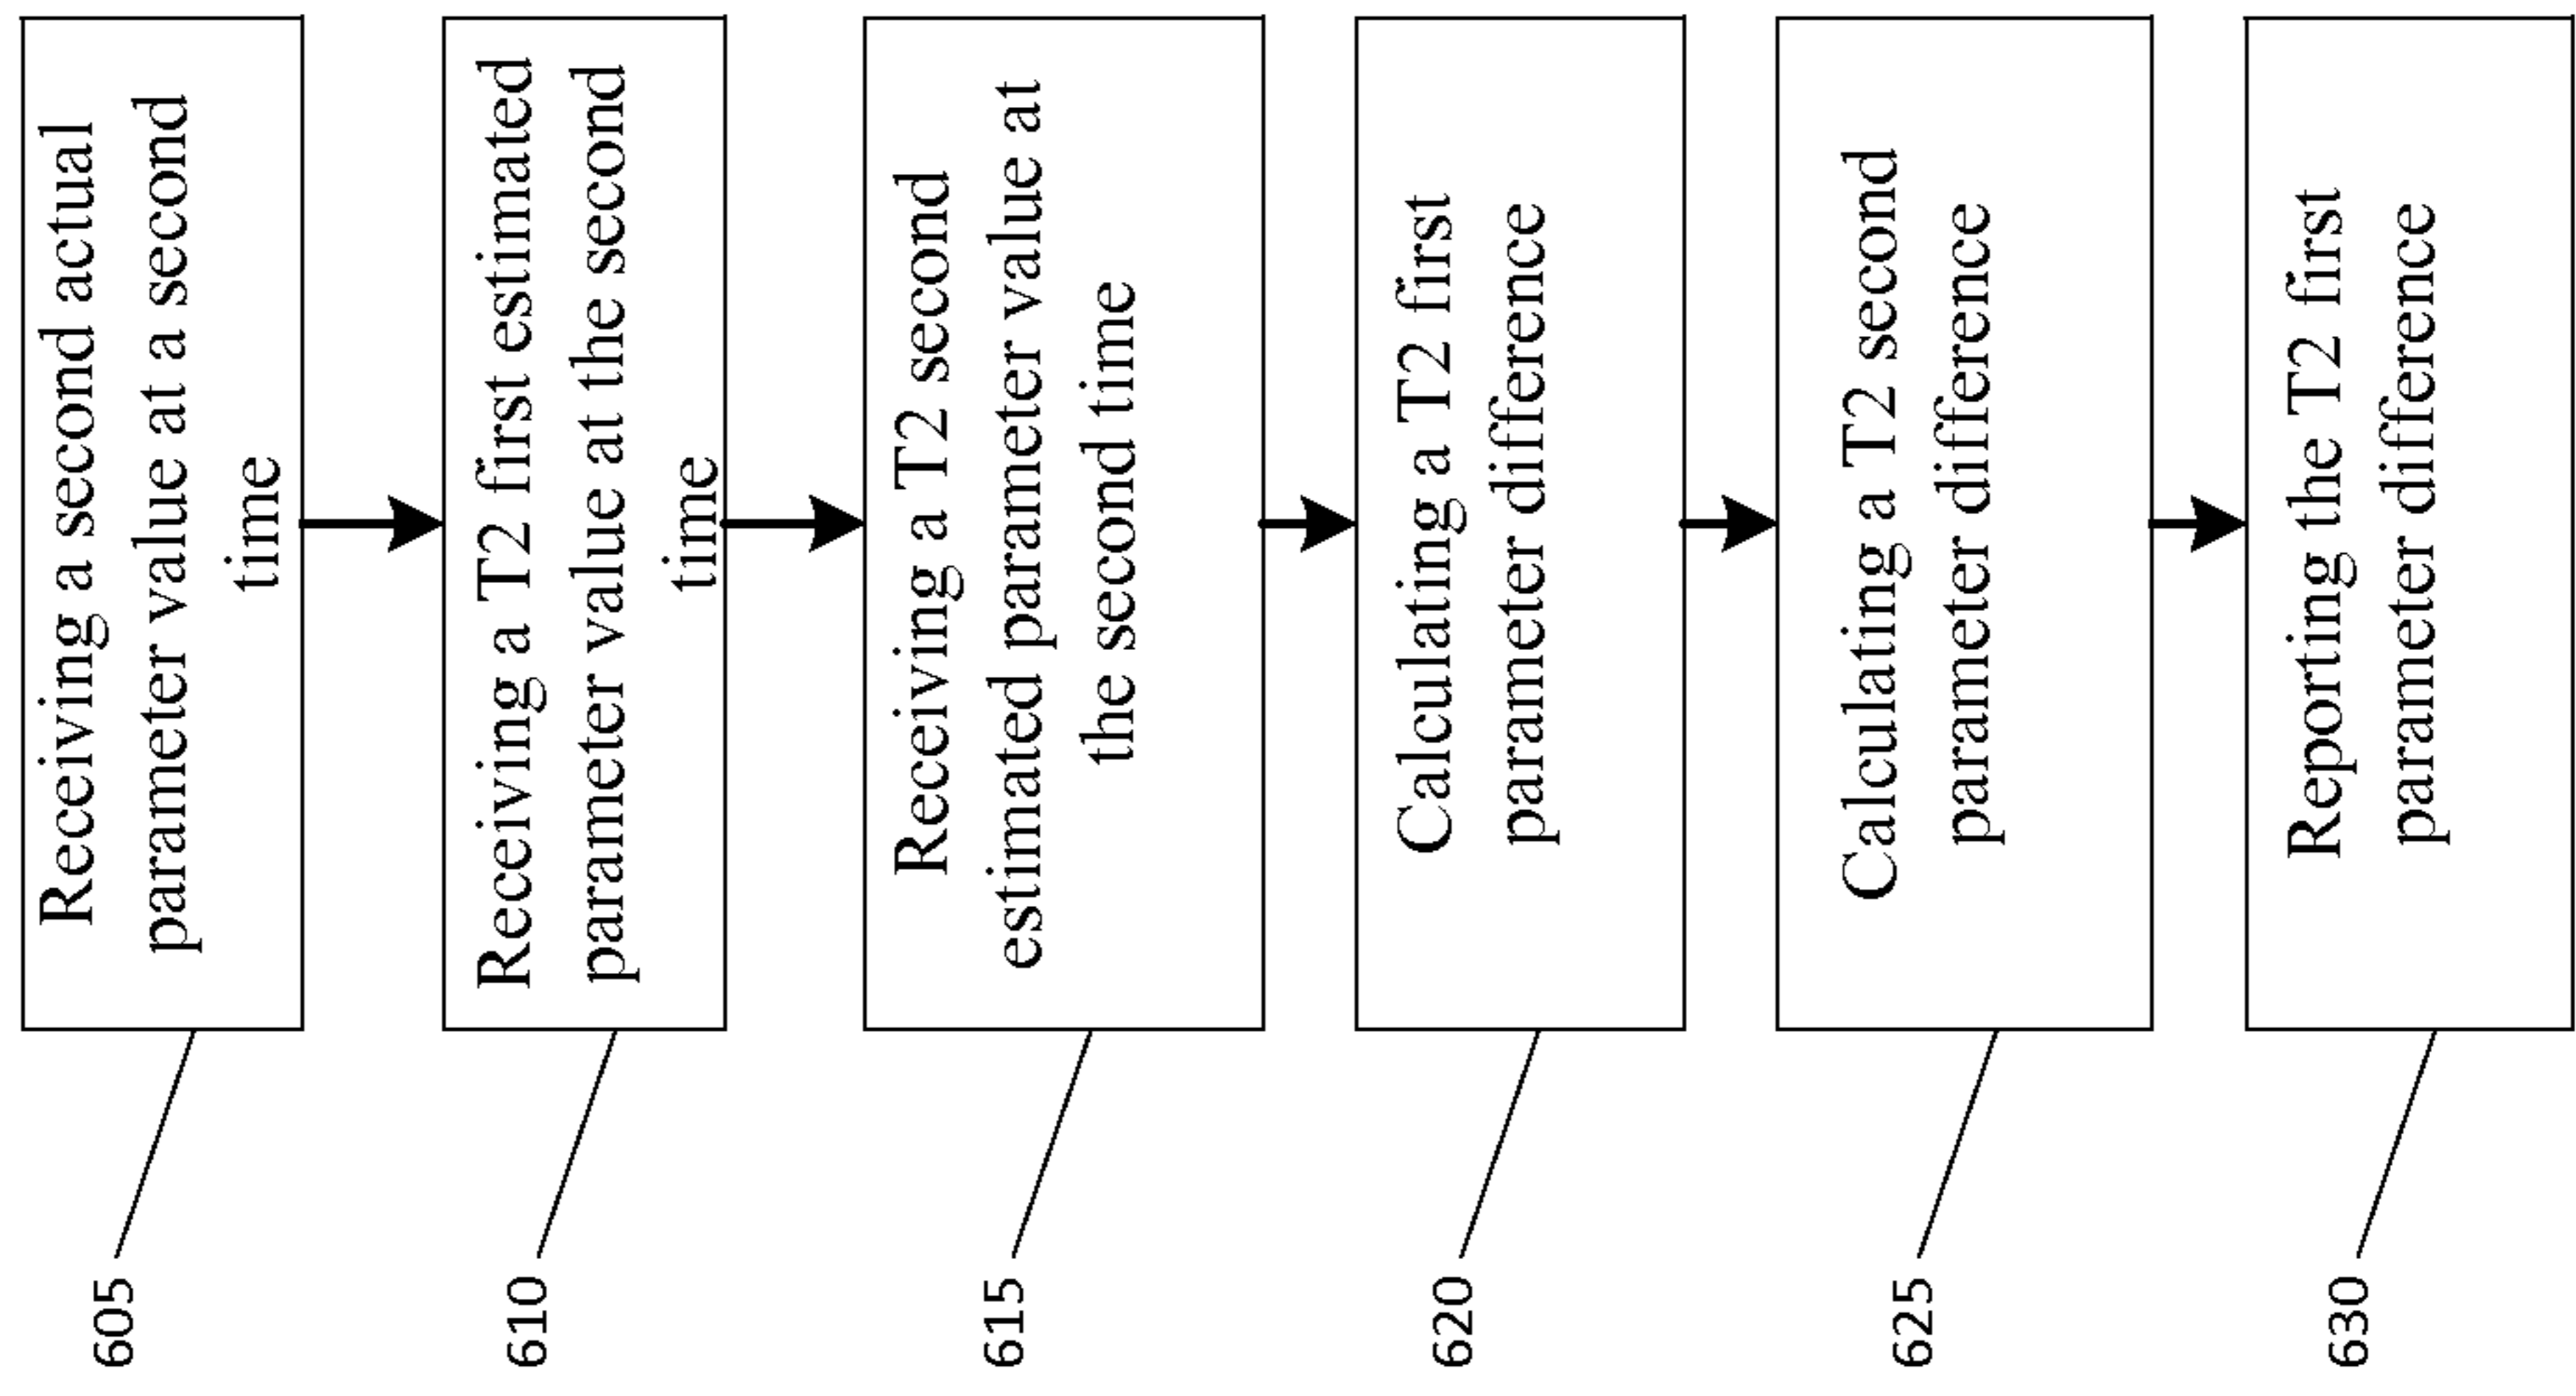 605
Receiving a second actual
parameter value at a second
time
610
Receiving a T2 first estimated
parameter value at the second
time
615
Receiving a T2 second
estimated parameter value at
the second time
620
Calculating a T2 first
parameter difference
625
Calculating a T2 second
parameter difference
630
Reporting the T2 first
parameter difference